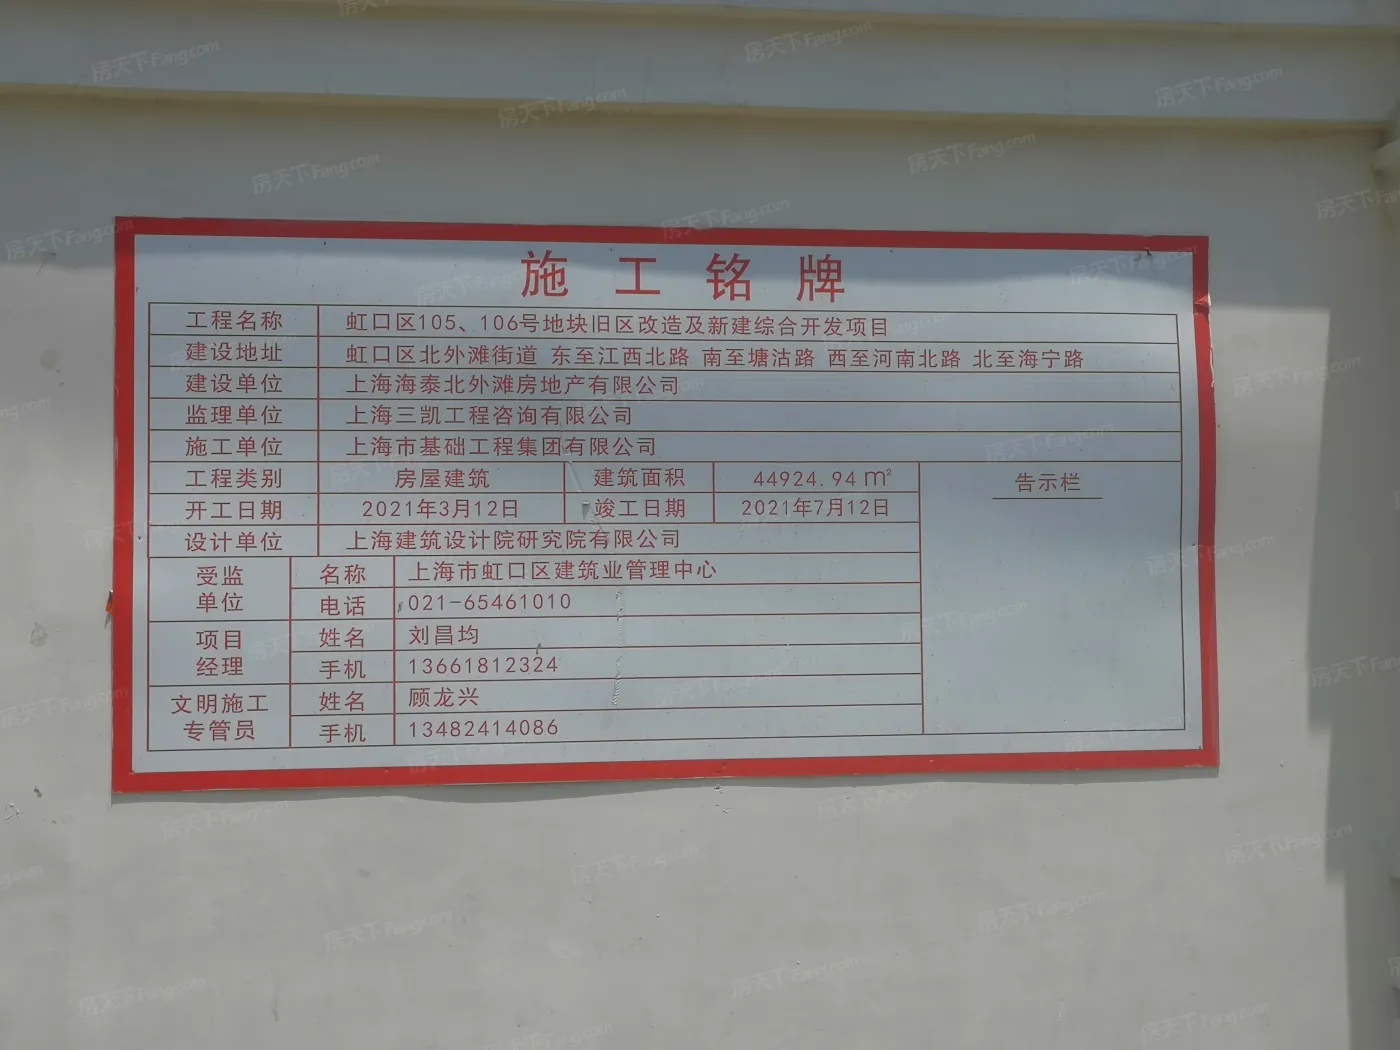 施工铭牌
工程名称 虹口区105、106号地块旧区改造及新建综合开发项目
建设地址 虹口区北外滩街道 东至江西北路 南至塘沽路 西至河南北路 北至海宁路
建设单位 上海海泰北外滩房地产有限公司
监理单位 上海三凯工程咨询有限公司
施工单位 上海市基础工程集团有限公司
工程类别 房屋建筑 建筑面积 44924.94 m² 告示栏
开工日期 2021年3月12日 竣工日期 2021年7月12日
设计单位 上海建筑设计院研究院有限公司
受监单位 名称 上海市虹口区建筑业管理中心
电话 021-65461010
项目经理 姓名 刘昌均
手机 13661812324
文明施工专管员 姓名 顾龙兴
手机 13482414086
房天下Fang.com